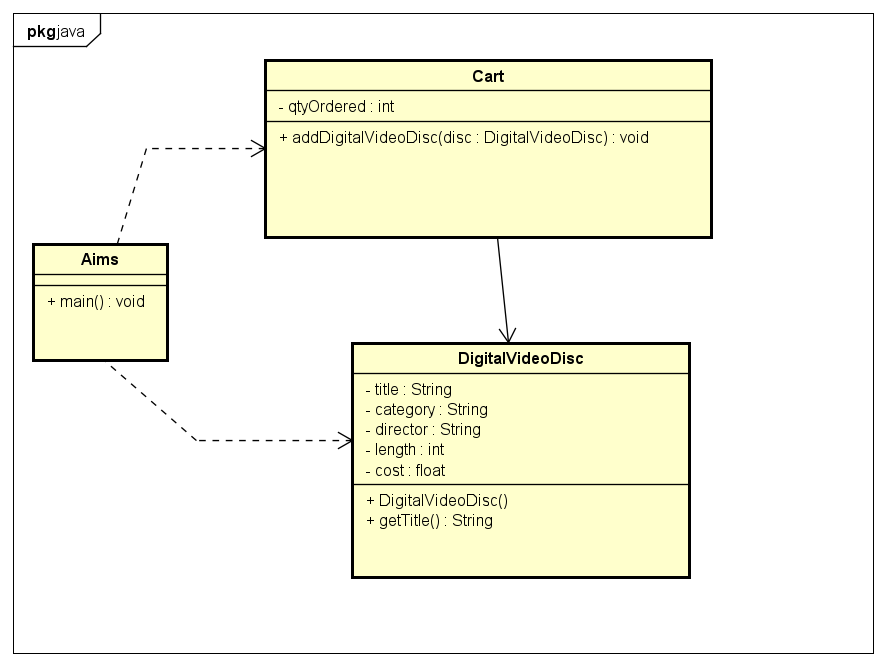 pkgjava
Cart
- qtyOrdered : int
+ addDigitalVideoDisc(disc : DigitalVideoDisc) : void
Aims
+ main() : void
DigitalVideoDisc
- title : String
- category : String
- director : String
- length : int
- cost : float
+ DigitalVideoDisc()
+ getTitle() : String